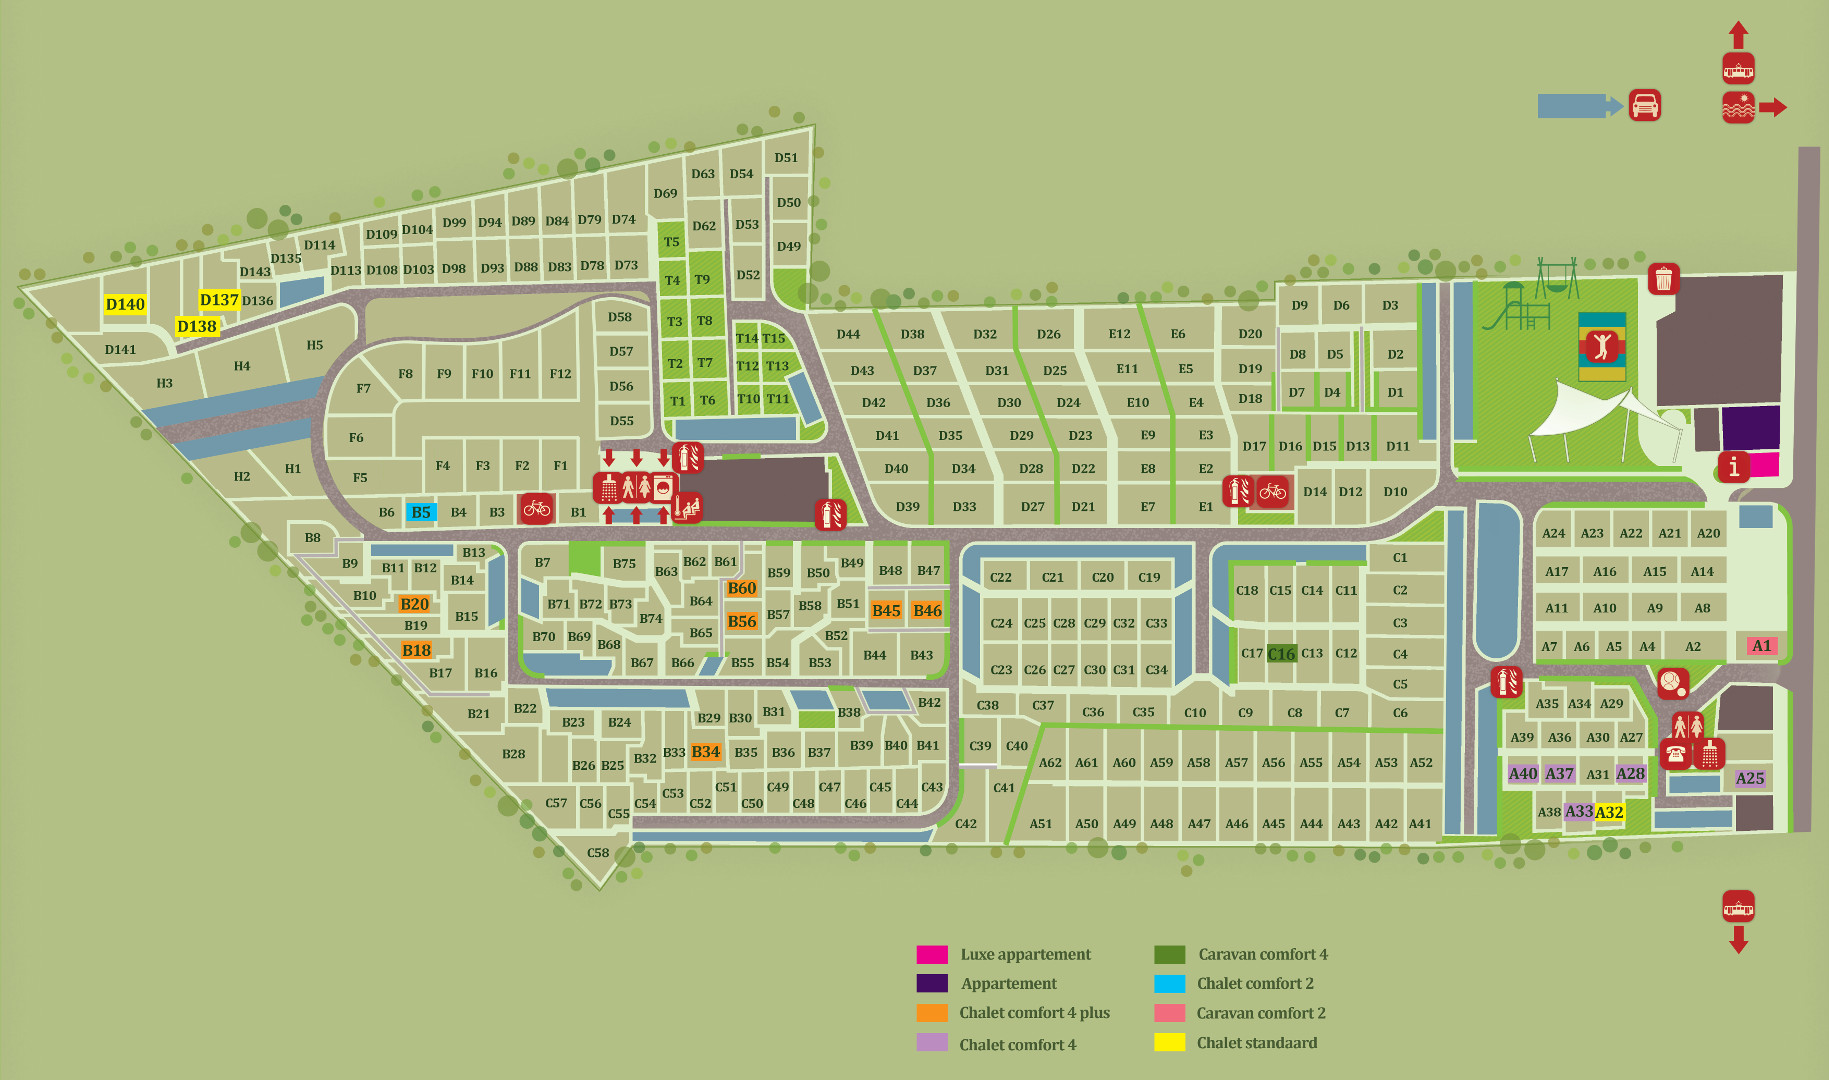 D51
D63 D54
D69 D50
D99 D94 D89 D84 D79 D74
D109 D104 D62 D53
D114 D49
D135 T5
D143 D113 D108 D103 D98 D93 D88 D83 D78 D73 D52
T4 T9
D140 D137 D136
D138
D58 T3 T8
D141 D57 T14 T15
H5
H4 D56 T2 T7 T12 T13
H3 F7 F8 F9 F10 F11 F12
D55 T1 T6 T10 T11
F6
H2 H1 F5 F4 F3 F2 F1
B6 B5 B4 B3 B1
D44 D38 D32 D26 E12 E6 D20
D43 D37 D31 D25 E11 E5 D19
D42 D36 D30 D24 E10 E4 D18
D41 D35 D29 D23 E9 E3
D40 D34 D28 D22 E8 E2
D39 D33 D27 D21 E7 E1
D9 D6 D3
D8 D5 D2
D7 D4 D1
D17 D16 D15 D13 D11
D14 D12 D10
i
B8
B9 B13
B11 B12
B14
B10 B20
B15
B19
B18
B17 B16
B7 B75 B63 B62 B61 B59 B50 B49 B48 B47
B60
B71 B72 B73 B64 B58 B51 B45 B46
B74 B56 B57
B70 B69 B68 B65 B52
B67 B66 B55 B54 B53 B44 B43
B21 B22 B42
B23 B24 B29 B30 B31 B38
B28 B33 B34 B35 B36 B37 B39 B40 B41
B26 B25 B32
C57 C56 C55 C54 C53 C52 C51 C50 C49 C48 C47 C46 C45 C44 C43
C58
C22 C21 C20 C19
C24 C25 C28 C29 C32 C33
C23 C26 C27 C30 C31 C34
C18 C15 C14 C11
C17 C16 C13 C12
C1
C2
C3
C4
C5
C38 C37 C36 C35 C10 C9 C8 C7 C6
C39 C40
C41
C42
A62 A61 A60 A59 A58 A57 A56 A55 A54 A53 A52
A51 A50 A49 A48 A47 A46 A45 A44 A43 A42 A41
A24 A23 A22 A21 A20
A17 A16 A15 A14
A11 A10 A9 A8
A7 A6 A5 A4 A2 A1
A35 A34 A29
A39 A36 A30 A27
A40 A37 A31 A28 A25
A38 A33 A32
Luxe appartement
Appartement
Chalet comfort 4 plus
Chalet comfort 4
Caravan comfort 4
Chalet comfort 2
Caravan comfort 2
Chalet standaard